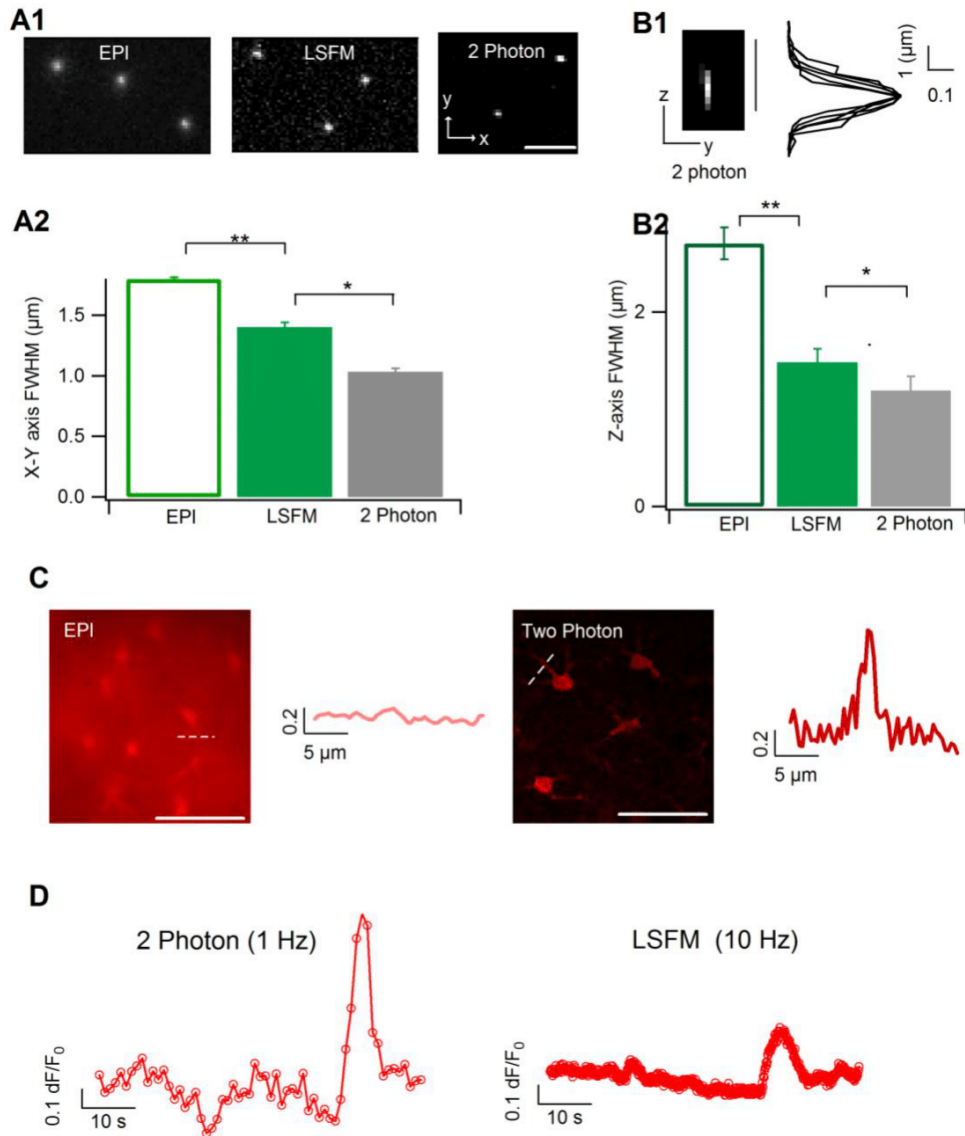 A1
EPI
LSFM
2 Photon
y
x
B1
z
y
2 photon
1 (µm)
0.1
A2
**
*
X-Y axis FWHM (µm)
1.5
1.0
0.5
0.0
EPI
LSFM
2 Photon
B2
**
*
Z-axis FWHM (µm)
2
0
EPI
LSFM
2 Photon
C
EPI
0.2
5 µm
Two Photon
0.2
5 µm
D
2 Photon (1 Hz)
0.1 dF/F₀
10 s
LSFM (10 Hz)
0.1 dF/F₀
10 s